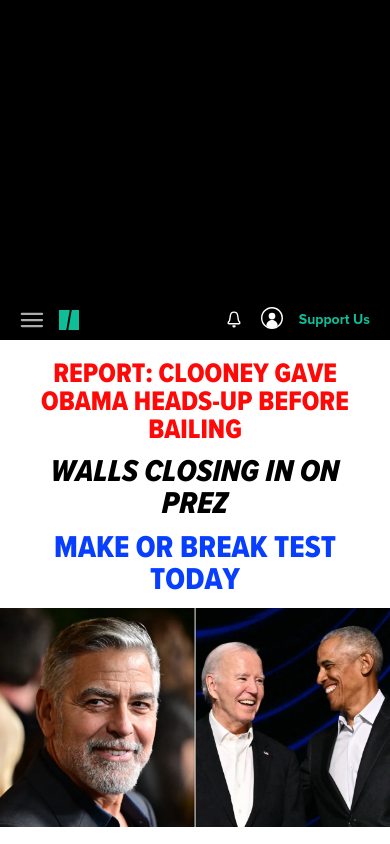 Support Us
REPORT: CLOONEY GAVE
OBAMA HEADS-UP BEFORE
BAILING
WALLS CLOSING IN ON
PREZ
MAKE OR BREAK TEST
TODAY